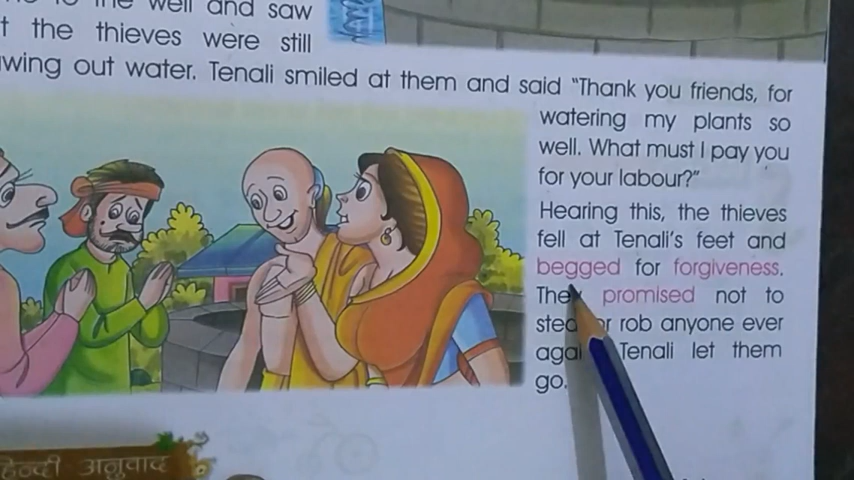 the well and saw
the thieves were still
out water. Tenali smiled at them and said “Thank you friends, for
watering my plants so
well. What must I pay you
for your labour?”
Hearing this, the thieves
fell at Tenali’s feet and
begged for forgiveness.
They promised not to
rob anyone ever
Tenali let them
go.
हिन्दी अनुवाद